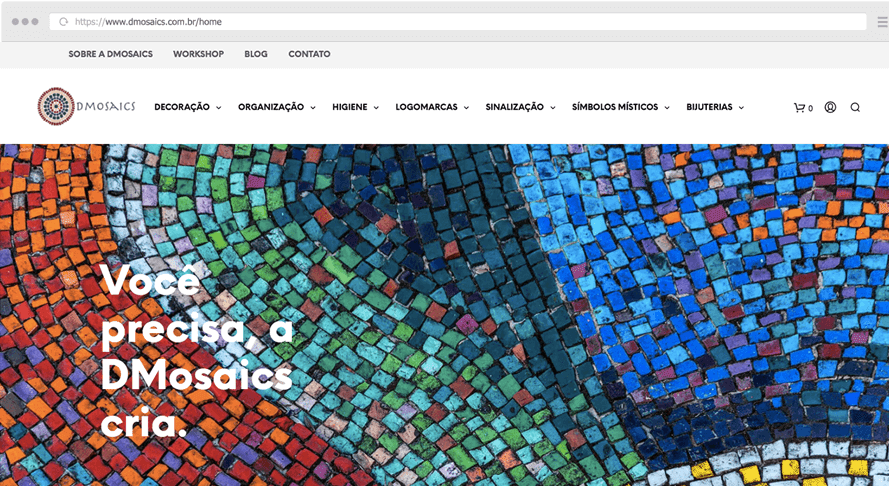 https://www.dmosaics.com.br/home
SOBRE A DMOSAICS WORKSHOP BLOG CONTATO
DMOSAICS DECORAÇÃO ORGANIZAÇÃO HIGIENE LOGOMARCAS SINALIZAÇÃO SÍMBOLOS MÍSTICOS BIJUTERIAS 0
Você
precisa, a
DMosaics
cria.